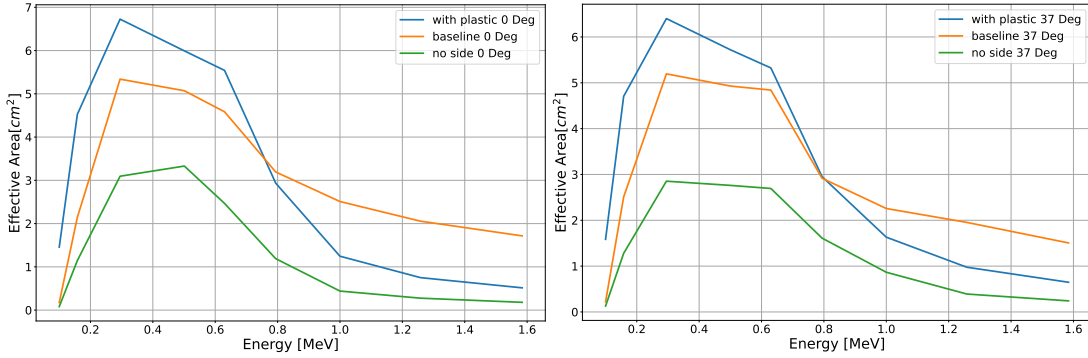 with plastic 0 Deg
baseline 0 Deg
no side 0 Deg
Effective Area[cm²]
7
6
5
4
3
2
1
0
0.2 0.4 0.6 0.8 1.0 1.2 1.4 1.6
Energy [MeV]
with plastic 37 Deg
baseline 37 Deg
no side 37 Deg
Effective Area[cm²]
6
5
4
3
2
1
0
0.2 0.4 0.6 0.8 1.0 1.2 1.4 1.6
Energy [MeV]